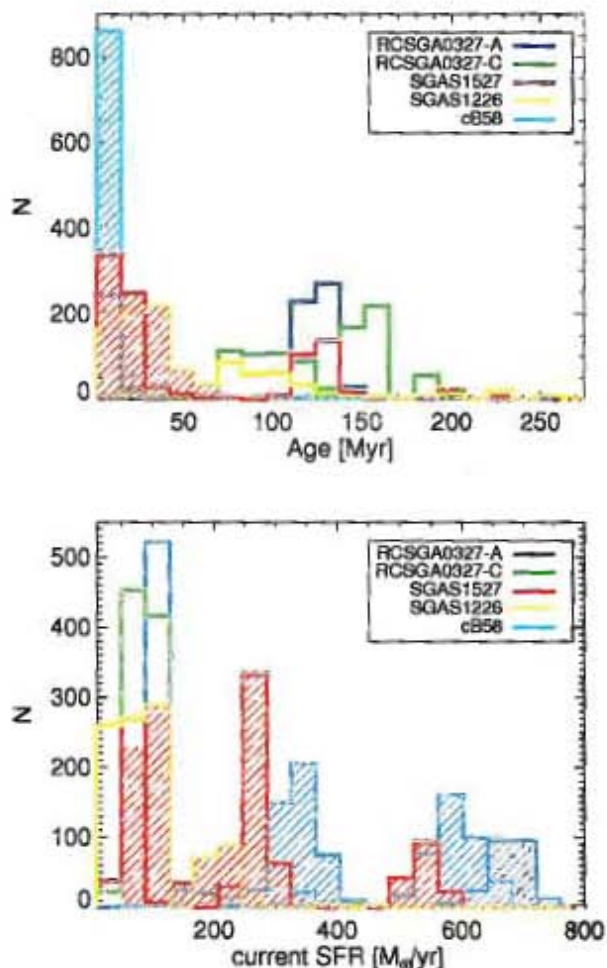 RCSGA0327-A
RCSGA0327-C
SGAS1527
SGAS1226
cB58
800
600
400
200
0
N
50 100 150 200 250
Age [Myr]
RCSGA0327-A
RCSGA0327-C
SGAS1527
SGAS1226
cB58
500
400
300
200
100
0
N
200 400 600 800
current SFR [M⊙/yr]